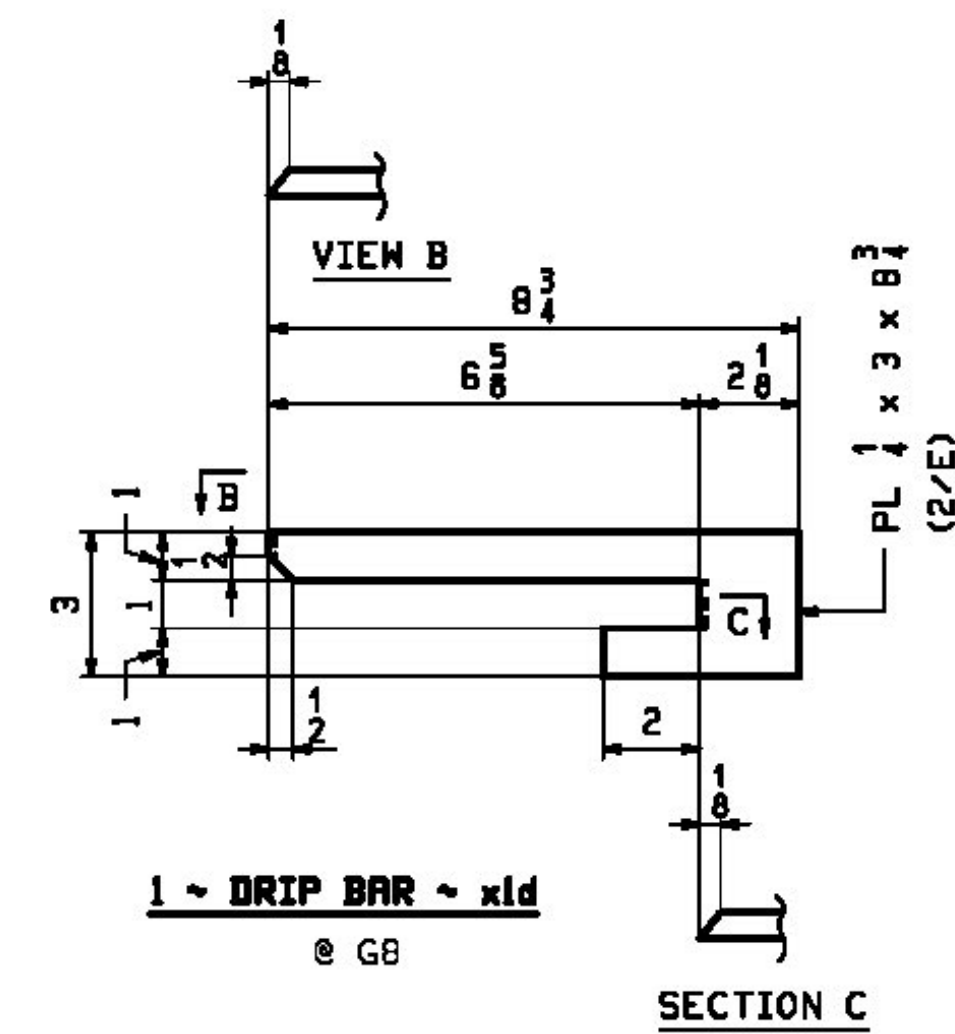 1/8
VIEW B
8 3/4
6 5/8
2 1/8
PL 1/4 x 3 x 8 3/4
(2/E)
B
1
1/2
3
1
C
1
1/2
2
1/8
1 ~ DRIP BAR ~ xld
@ G8
SECTION C